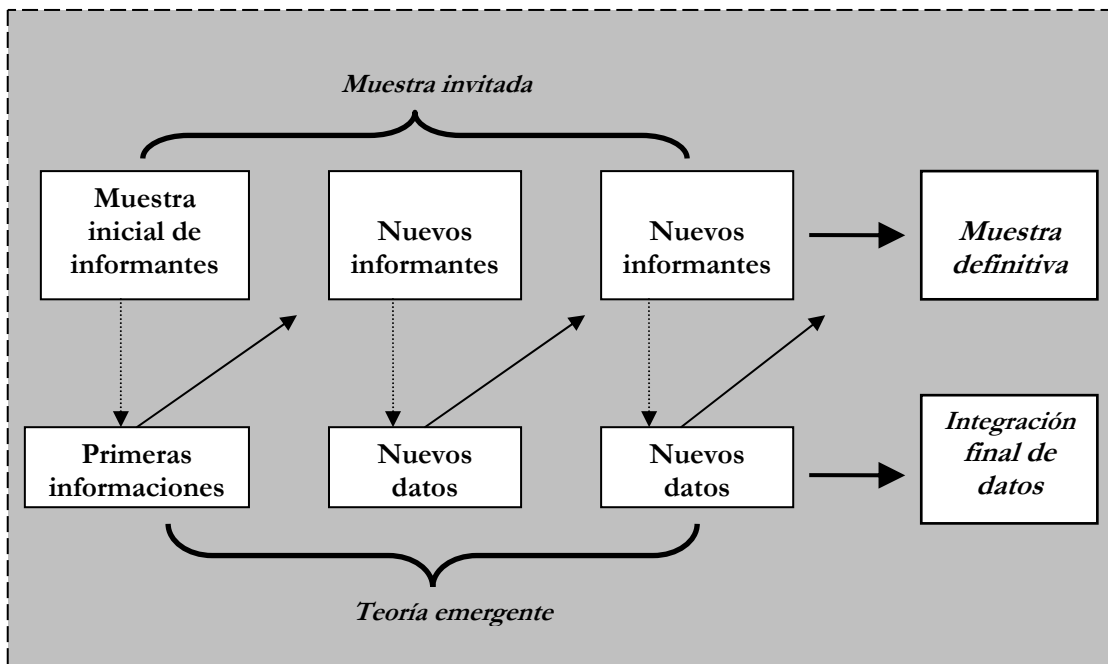 Muestra invitada
Muestra
inicial de
informantes
Nuevos
informantes
Nuevos
informantes
Muestra
definitiva
Primeras
informaciones
Nuevos
datos
Nuevos
datos
Integración
final de
datos
Teoría emergente